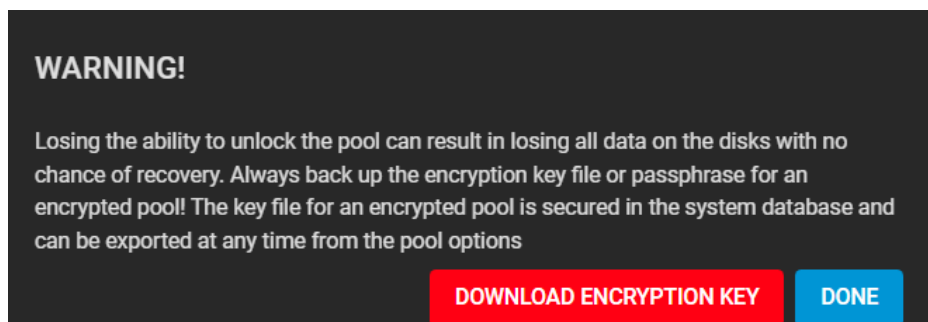 WARNING!
Losing the ability to unlock the pool can result in losing all data on the disks with no
chance of recovery. Always back up the encryption key file or passphrase for an
encrypted pool! The key file for an encrypted pool is secured in the system database and
can be exported at any time from the pool options
DOWNLOAD ENCRYPTION KEY DONE